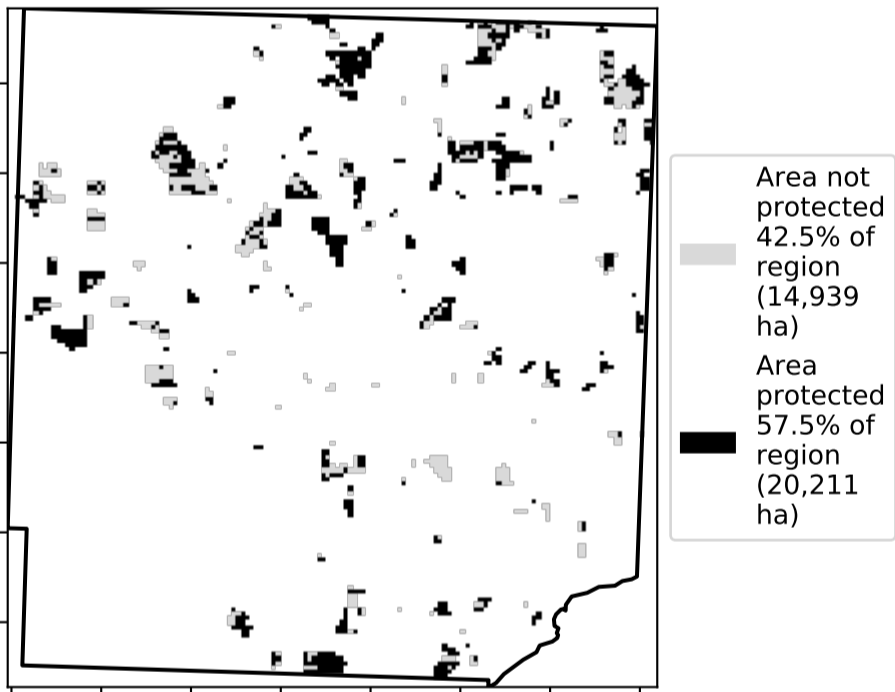 Area not
protected
42.5% of
region
(14,939
ha)
Area
protected
57.5% of
region
(20,211
ha)